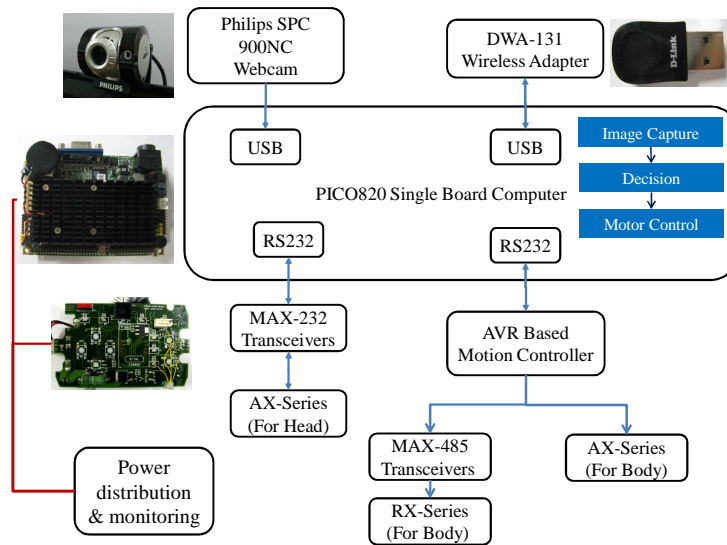 Philips SPC
900NC
Webcam
DWA-131
Wireless Adapter
PHILIPS
D-Link
USB
USB
Image Capture
Decision
Motor Control
PICO820 Single Board Computer
RS232
RS232
MAX-232
Transceivers
AVR Based
Motion Controller
AX-Series
(For Head)
MAX-485
Transceivers
AX-Series
(For Body)
Power
distribution
& monitoring
RX-Series
(For Body)